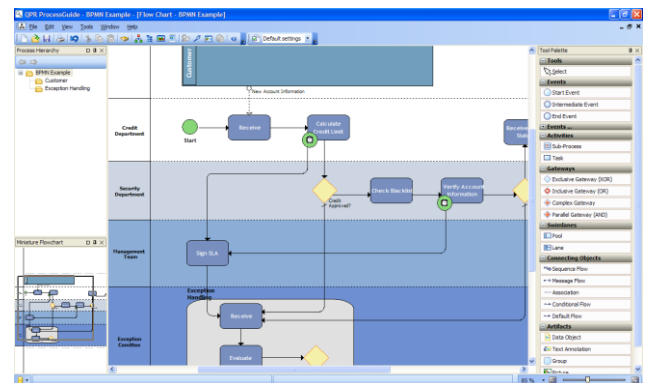 QPR ProcessGuide - BPMN Example - [Flow Chart - BPMN Example]
File Edit View Tools Window Help
Default settings
Process Hierarchy
BPMN Example
Customer
Exception Handling
Miniature Flowchart
Customer
New Account Information
Credit
Department
Start
Receive
Calculate
Credit Limit
Receive
Security
Department
Credit
Approved?
Check Blacklist
Verify Account
Information
Management
Team
Sign SLA
Exception
Handling
Receive
Exception
Condition
Evaluate
Tool Palette
Tools
Select
Events
Start Event
Intermediate Event
End Event
Events ...
Activities
Sub-Process
Task
Gateways
Exclusive Gateway (XOR)
Inclusive Gateway (OR)
Complex Gateway
Parallel Gateway (AND)
Swimlanes
Pool
Lane
Connecting Objects
Sequence Flow
Message Flow
Association
Conditional Flow
Default Flow
Artifacts
Data Object
Text Annotation
Group
Picture
85 %